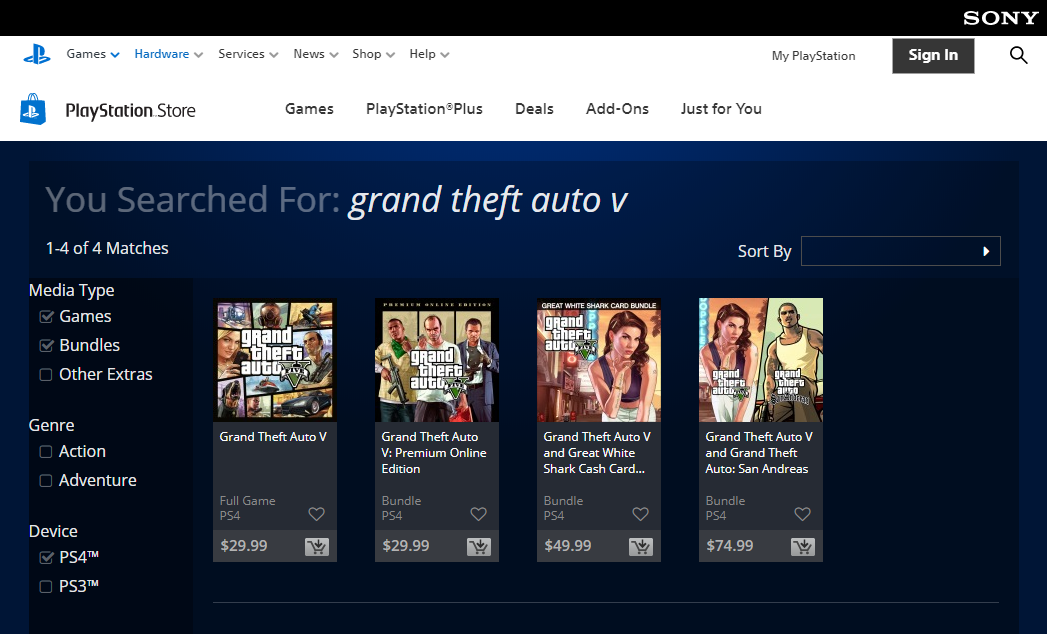 SONY
Games Hardware Services News Shop Help My PlayStation Sign In
PlayStation™Store Games PlayStation®Plus Deals Add-Ons Just for You
You Searched For: grand theft auto v
1-4 of 4 Matches
Sort By
Media Type
Games
Bundles
Other Extras
Genre
Action
Adventure
Device
PS4™
PS3™
grand
theft
auto
V
Grand Theft Auto V
Full Game
PS4
$29.99
PREMIUM ONLINE EDITION
grand
theft
auto
V
Grand Theft Auto
V: Premium Online
Edition
Bundle
PS4
$29.99
GREAT WHITE SHARK CARD BUNDLE
grand
theft
auto
V
Grand Theft Auto V
and Great White
Shark Cash Card...
Bundle
PS4
$49.99
grand
theft
auto
V
grand
theft
auto
San Andreas
Grand Theft Auto V
and Grand Theft
Auto: San Andreas
Bundle
PS4
$74.99